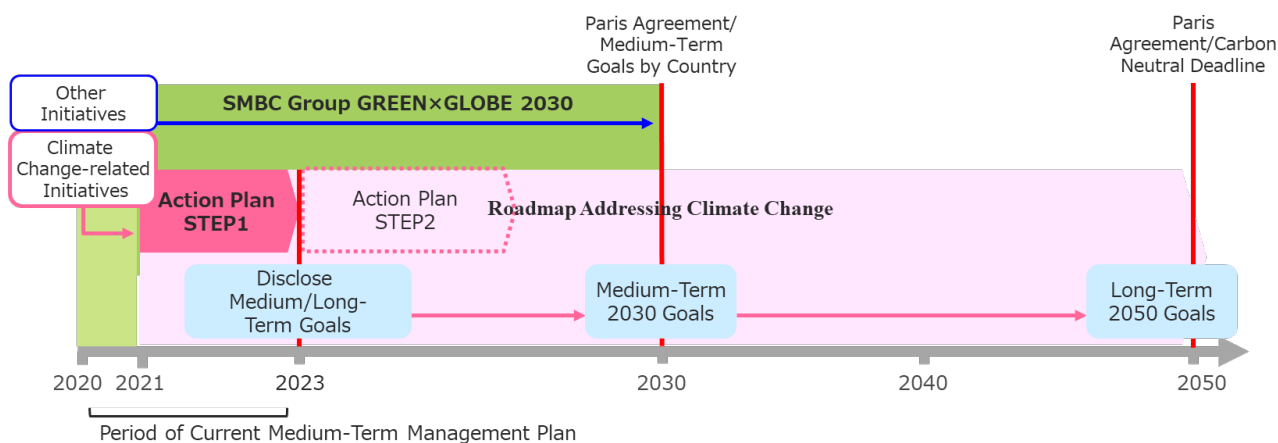 Paris Agreement/
Medium-Term
Goals by Country
Paris
Agreement/Carbon
Neutral Deadline
Other
Initiatives
SMBC Group GREEN×GLOBE 2030
Climate
Change-related
Initiatives
Action Plan
STEP1
Action Plan
STEP2
Roadmap Addressing Climate Change
Disclose
Medium/Long-
Term Goals
Medium-Term
2030 Goals
Long-Term
2050 Goals
2020 2021 2023 2030 2040 2050
Period of Current Medium-Term Management Plan